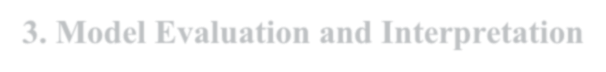 3. Model Evaluation and Interpretation